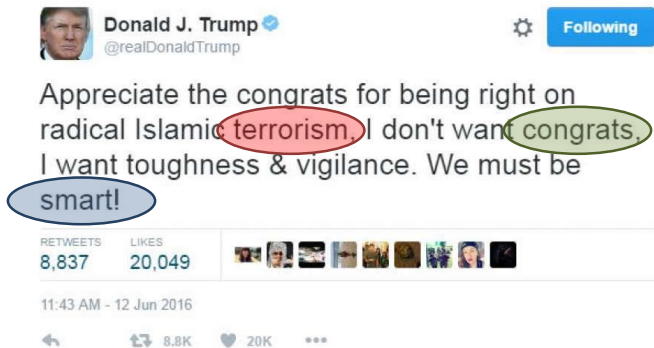 Donald J. Trump
@realDonaldTrump
Following
Appreciate the congrats for being right on
radical Islamic terrorism, I don't want congrats,
I want toughness & vigilance. We must be
smart!
RETWEETS LIKES
8,837 20,049
11:43 AM - 12 Jun 2016
8.8K 20K